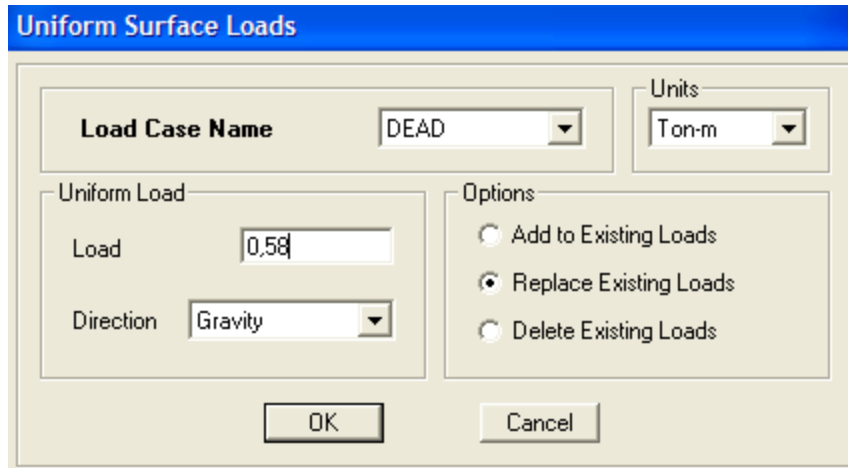 Uniform Surface Loads
Load Case Name DEAD
Units
Ton-m
Uniform Load
Load 0,58
Direction Gravity
Options
Add to Existing Loads
Replace Existing Loads
Delete Existing Loads
OK Cancel